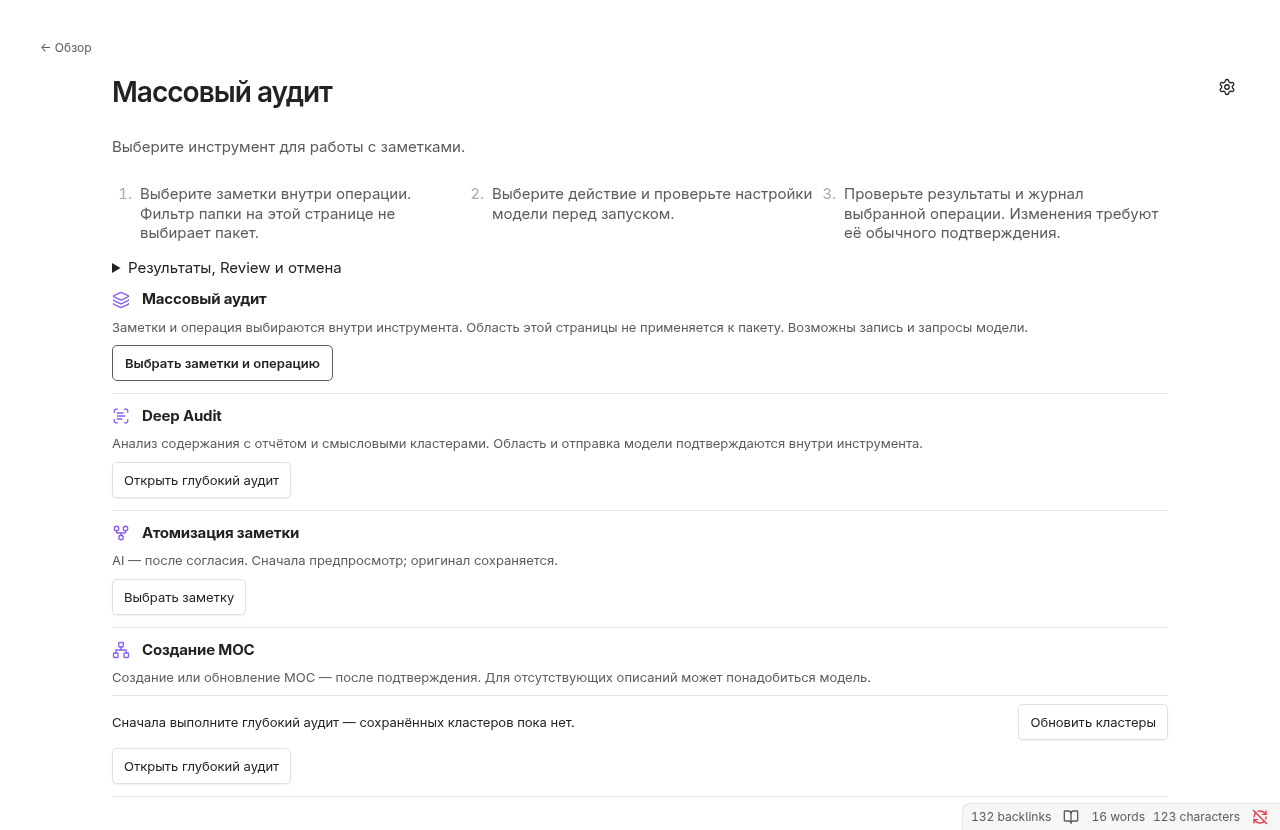 ← Обзор
Массовый аудит
Выберите инструмент для работы с заметками.
1. Выберите заметки внутри операции.
Фильтр папки на этой странице не
выбирает пакет.
2. Выберите действие и проверьте настройки
модели перед запуском.
3. Проверьте результаты и журнал
выбранной операции. Изменения требуют
её обычного подтверждения.
Результаты, Review и отмена
Массовый аудит
Заметки и операция выбираются внутри инструмента. Область этой страницы не применяется к пакету. Возможны запись и запросы модели.
Выбрать заметки и операцию
Deep Audit
Анализ содержания с отчётом и смысловыми кластерами. Область и отправка модели подтверждаются внутри инструмента.
Открыть глубокий аудит
Атомизация заметки
AI — после согласия. Сначала предпросмотр; оригинал сохраняется.
Выбрать заметку
Создание MOC
Создание или обновление MOC — после подтверждения. Для отсутствующих описаний может понадобиться модель.
Сначала выполните глубокий аудит — сохранённых кластеров пока нет.
Обновить кластеры
Открыть глубокий аудит
132 backlinks 16 words 123 characters